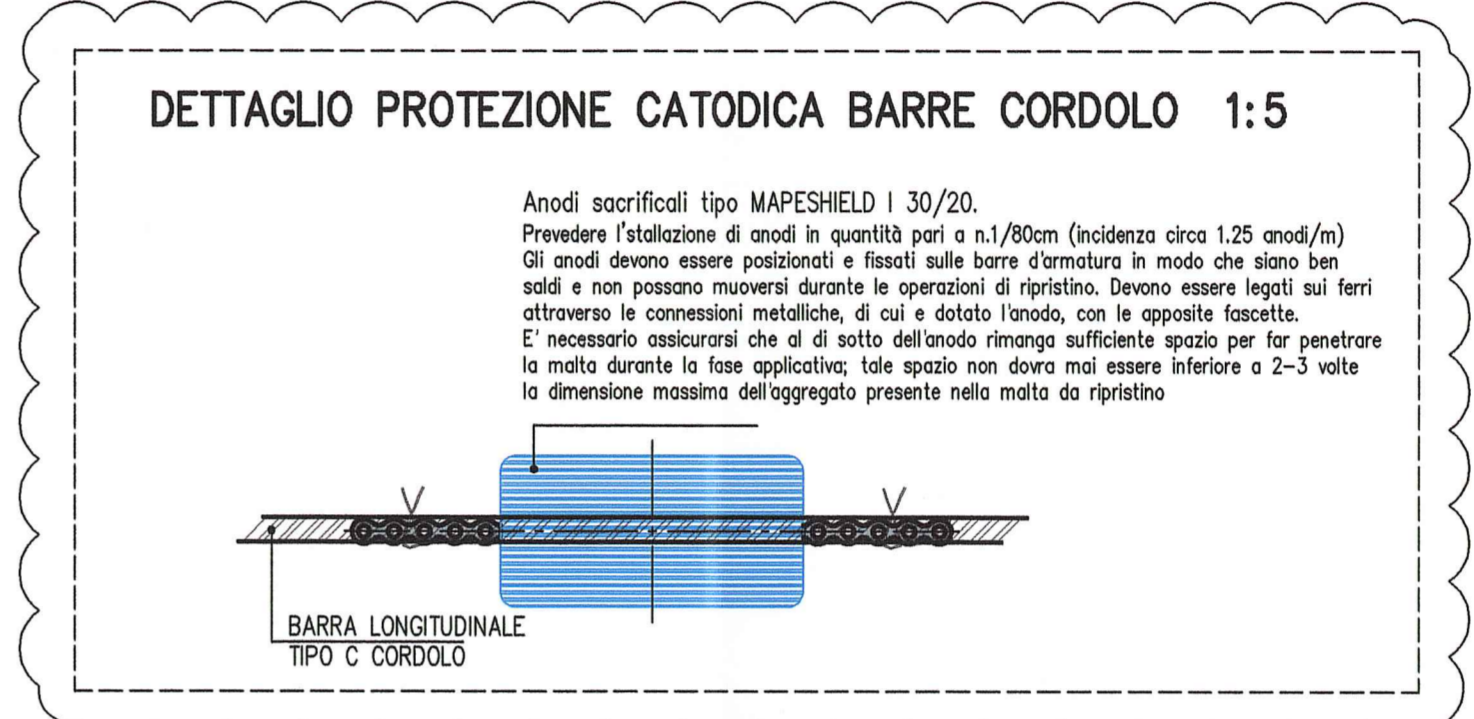 DETTAGLIO PROTEZIONE CATODICA BARRE CORDOLO 1:5
Anodi sacrificali tipo MAPESHIELD I 30/20.
Prevedere l'stallazione di anodi in quantità pari a n.1/80cm (incidenza circa 1.25 anodi/m)
Gli anodi devono essere posizionati e fissati sulle barre d'armatura in modo che siano ben
saldi e non possano muoversi durante le operazioni di ripristino. Devono essere legati sui ferri
attraverso le connessioni metalliche, di cui e dotato l'anodo, con le apposite fascette.
E' necessario assicurarsi che al di sotto dell'anodo rimanga sufficiente spazio per far penetrare
la malta durante la fase applicativa; tale spazio non dovra mai essere inferiore a 2-3 volte
la dimensione massima dell'aggregato presente nella malta da ripristino
BARRA LONGITUDINALE
TIPO C CORDOLO